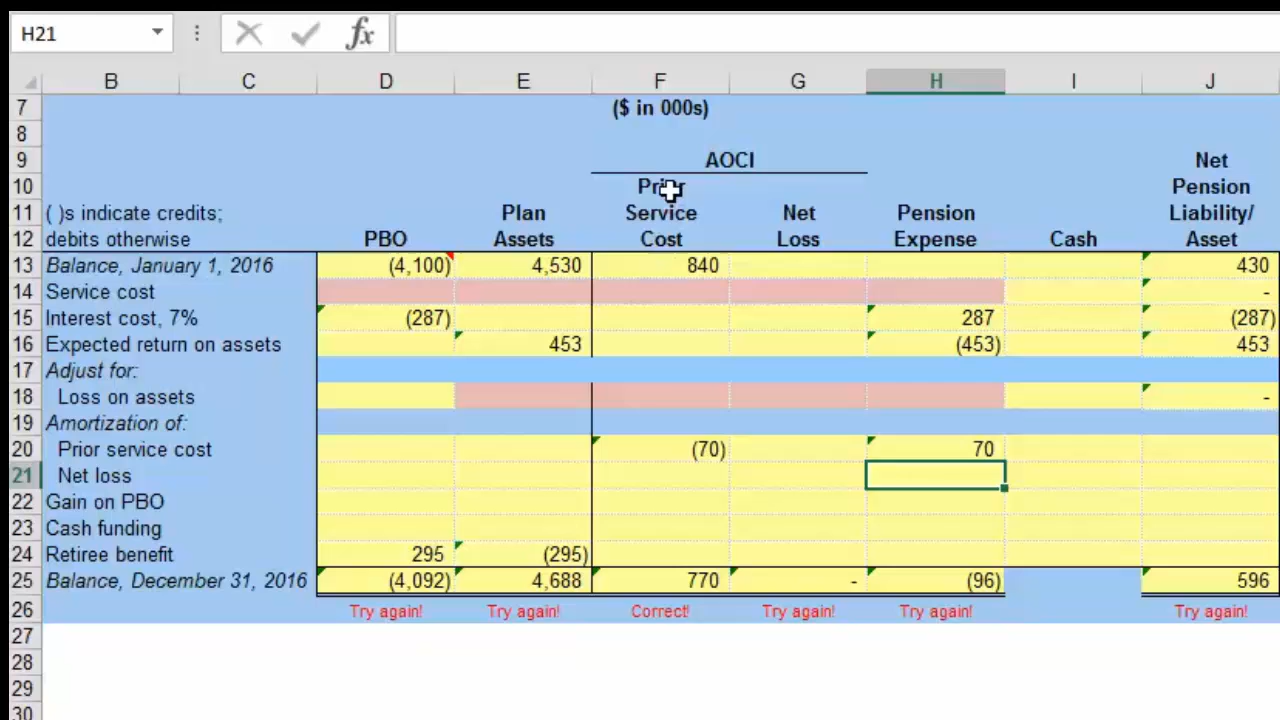 H21 fx
B C D E F G H I J
7 ($ in 000s)
8
9 AOCI Net
10 Prior Pension
11 ( )s indicate credits; Plan Service Net Pension Liability/
12 debits otherwise PBO Assets Cost Loss Expense Cash Asset
13 Balance, January 1, 2016 (4,100) 4,530 840 430
14 Service cost -
15 Interest cost, 7% (287) 287 (287)
16 Expected return on assets 453 (453) 453
17 Adjust for:
18 Loss on assets -
19 Amortization of:
20 Prior service cost (70) 70
21 Net loss
22 Gain on PBO
23 Cash funding
24 Retiree benefit 295 (295)
25 Balance, December 31, 2016 (4,092) 4,688 770 - (96) 596
26 Try again! Try again! Correct! Try again! Try again! Try again!
27
28
29
30